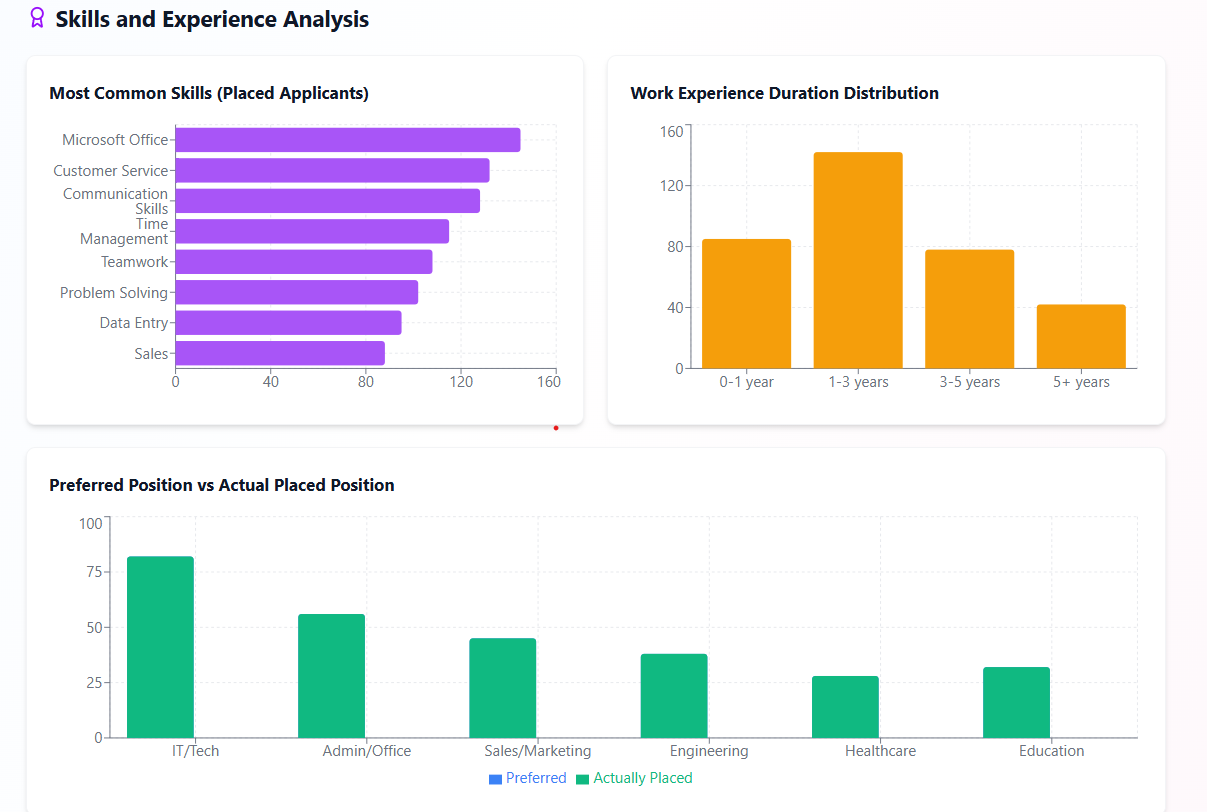 Skills and Experience Analysis
Most Common Skills (Placed Applicants)
Microsoft Office
Customer Service
Communication
Skills
Time
Management
Teamwork
Problem Solving
Data Entry
Sales
0 40 80 120 160
Work Experience Duration Distribution
160
120
80
40
0
0-1 year 1-3 years 3-5 years 5+ years
Preferred Position vs Actual Placed Position
100
75
50
25
0
IT/Tech Admin/Office Sales/Marketing Engineering Healthcare Education
Preferred Actually Placed